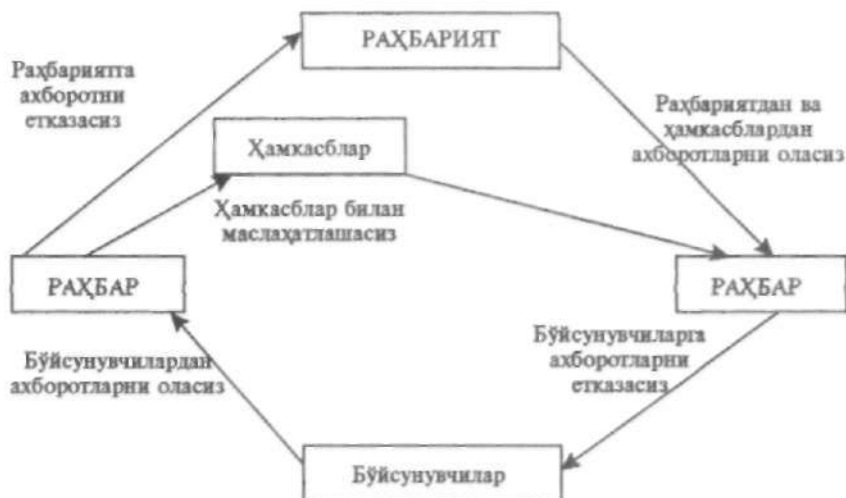 РАҲБАРИЯТ
Раҳбариятга
ахборотни
етказасиз
Раҳбариятдан ва
ҳамкасблардан
ахборотларни оласиз
Ҳамкасблар
Ҳамкасблар билан
маслаҳатлашасиз
РАҲБАР
РАҲБАР
Бўйсунувчилардан
ахборотларни оласиз
Бўйсунувчиларга
ахборотларни
етказасиз
Бўйсунувчилар